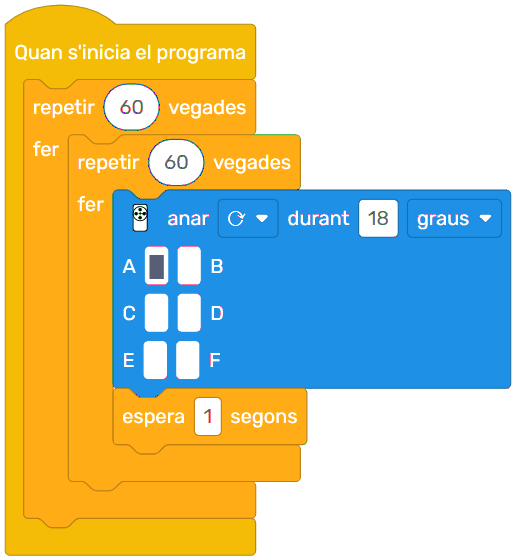 Quan s'inicia el programa
repetir 60 vegades
fer
repetir 60 vegades
fer
anar durant 18 graus
A B
C D
E F
espera 1 segons